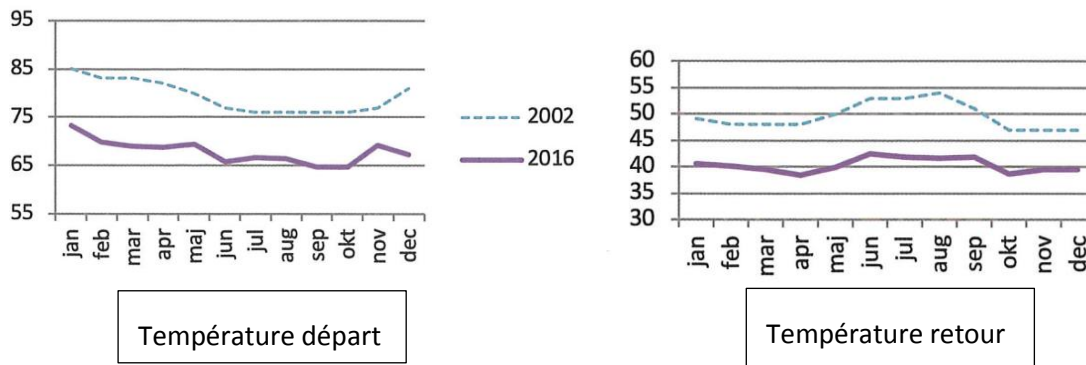 95
85
75
65
55
jan
feb
mar
apr
maj
jun
jul
aug
sep
okt
nov
dec
2002
2016
Température départ
60
55
50
45
40
35
30
jan
feb
mar
apr
maj
jun
jul
aug
sep
okt
nov
dec
Température retour